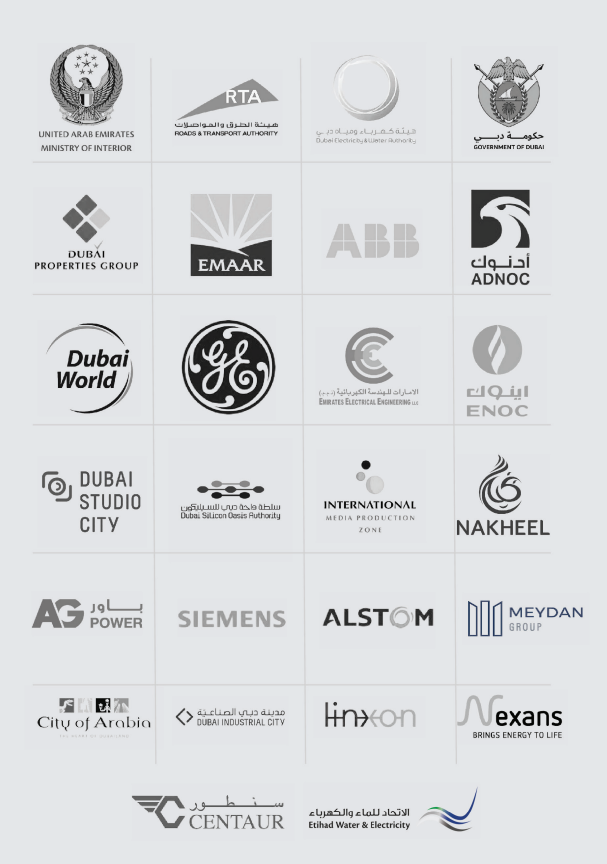 UNITED ARAB EMIRATES
MINISTRY OF INTERIOR
RTA
هيئة الطرق والمواصلات
ROADS & TRANSPORT AUTHORITY
هيئة كهرباء ومياه دبي
Dubai Electricity & Water Authority
حكومة دبي
GOVERNMENT OF DUBAI
DUBAI
PROPERTIES GROUP
EMAAR
ABB
أدنوك
ADNOC
Dubai
World
GE
الامارات للهندسة الكهربائية (ذ.م.م)
EMIRATES ELECTRICAL ENGINEERING LLC
اينوك
ENOC
DUBAI
STUDIO
CITY
سلطة واحة دبي للسيليكون
Dubai Silicon Oasis Authority
INTERNATIONAL
MEDIA PRODUCTION
ZONE
NAKHEEL
AG باور
POWER
SIEMENS
ALSTOM
MEYDAN
GROUP
City of Arabia
مدينة دبي الصناعية
DUBAI INDUSTRIAL CITY
linxon
Nexans
BRINGS ENERGY TO LIFE
سنطور
CENTAUR
الاتحاد للماء والكهرباء
Etihad Water & Electricity